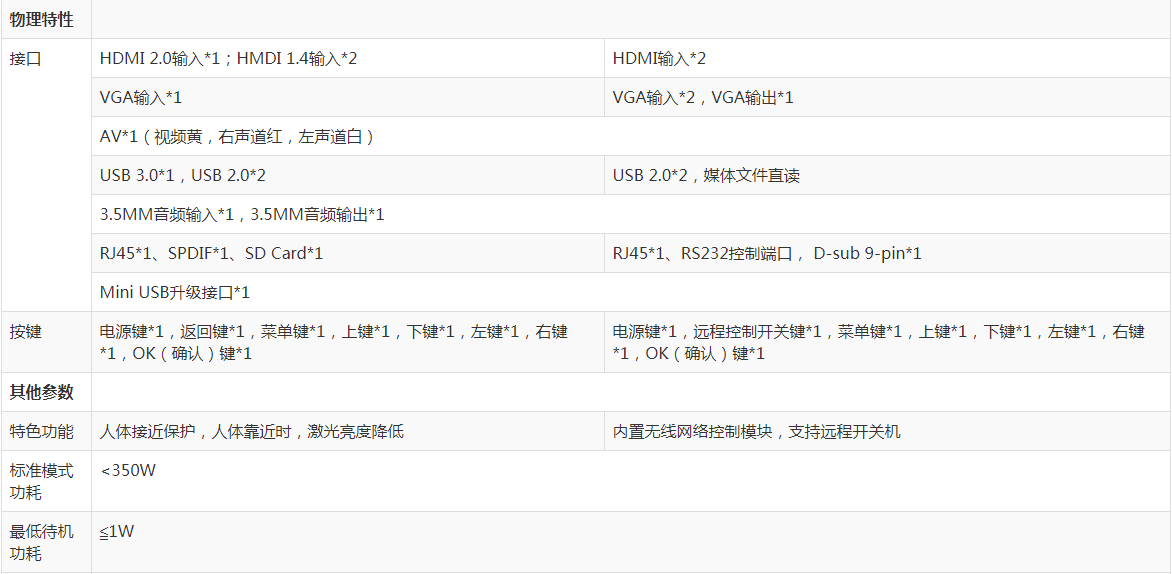 物理特性
接口
HDMI 2.0输入*1；HMDI 1.4输入*2
HDMI输入*2
VGA输入*1
VGA输入*2，VGA输出*1
AV*1（视频黄，右声道红，左声道白）
USB 3.0*1，USB 2.0*2
USB 2.0*2，媒体文件直读
3.5MM音频输入*1，3.5MM音频输出*1
RJ45*1、SPDIF*1、SD Card*1
RJ45*1、RS232控制端口， D-sub 9-pin*1
Mini USB升级接口*1
按键
电源键*1，返回键*1，菜单键*1，上键*1，下键*1，左键*1，右键
*1，OK（确认）键*1
电源键*1，远程控制开关键*1，菜单键*1，上键*1，下键*1，左键*1，右键
*1，OK（确认）键*1
其他参数
特色功能
人体接近保护，人体靠近时，激光亮度降低
内置无线网络控制模块，支持远程开关机
标准模式
功耗
<350W
最低待机
功耗
≦1W